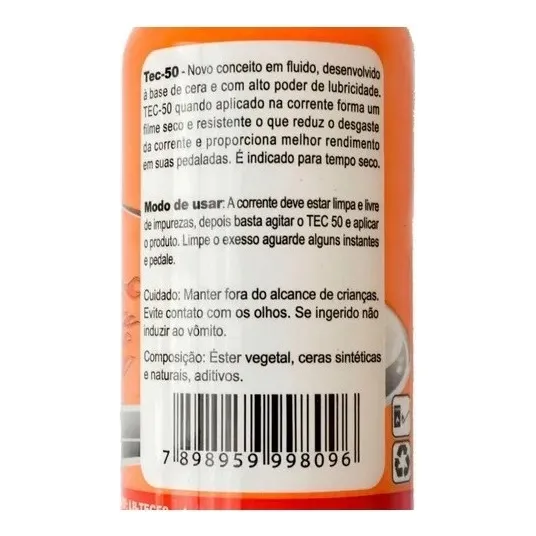 Tec-50 - Novo conceito em fluido, desenvolvido
à base de cera e com alto poder de lubricidade.
TEC-50 quando aplicado na corrente forma um
filme seco e resistente o que reduz o desgaste
da corrente e proporciona melhor rendimento
em suas pedaladas. É indicado para tempo seco.
Modo de usar: A corrente deve estar limpa e livre
de impurezas, depois basta agitar o TEC 50 e aplicar
o produto. Limpe o exesso aguarde alguns instantes
e pedale.
Cuidado: Manter fora do alcance de crianças.
Evite contato com os olhos. Se ingerido não
induzir ao vômito.
Composição: Éster vegetal, ceras sintéticas
e naturais, aditivos.
7 898959 998096